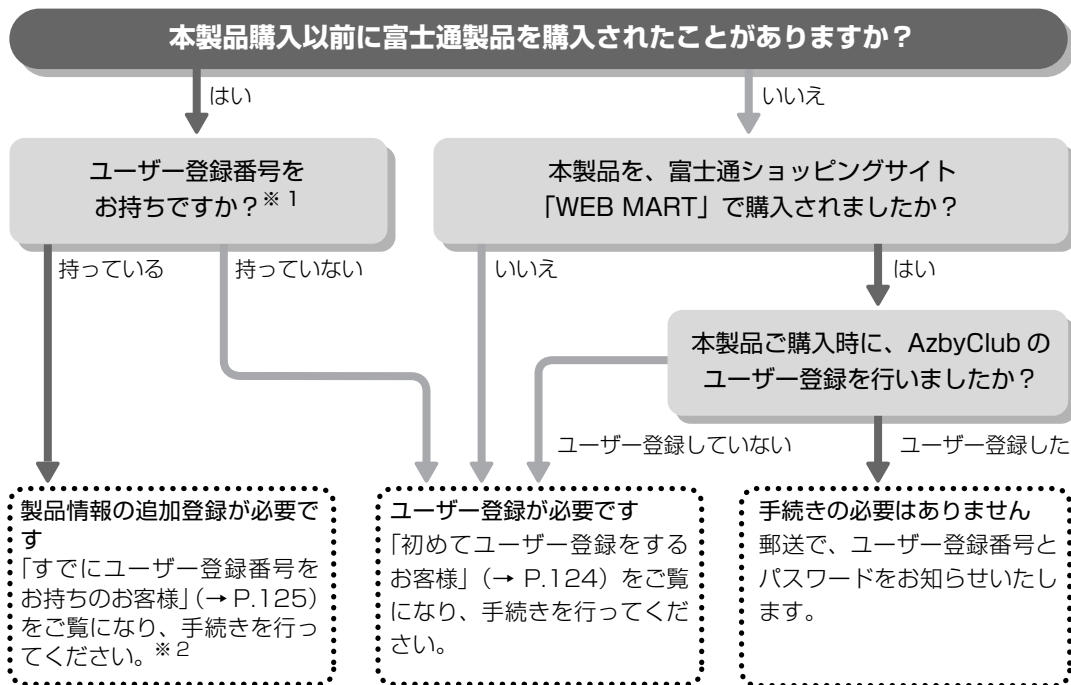 本製品購入以前に富士通製品を購入されたことがありますか？
はい
いいえ
ユーザー登録番号を
お持ちですか？※1
本製品を、富士通ショッピングサイト
「WEB MART」で購入されましたか？
持っている
持っていない
いいえ
はい
本製品ご購入時に、AzbyClub の
ユーザー登録を行いましたか？
ユーザー登録していない
ユーザー登録した
製品情報の追加登録が必要で
す
「すでにユーザー登録番号を
お持ちのお客様」（→ P.125）
をご覧になり、手続きを行っ
てください。※2
ユーザー登録が必要です
「初めてユーザー登録をする
お客様」（→ P.124）をご覧
になり、手続きを行ってくだ
さい。
手続きの必要はありません
郵送で、ユーザー登録番号と
パスワードをお知らせいたし
ます。